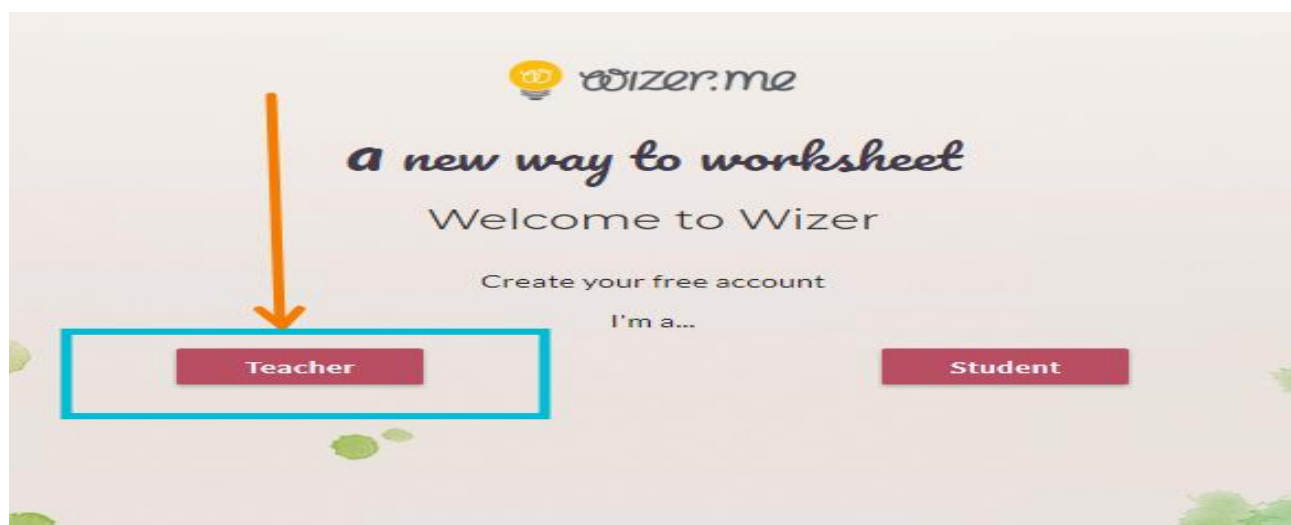 wizer.me
a new way to worksheet
Welcome to Wizer
Create your free account
I'm a...
Teacher
Student